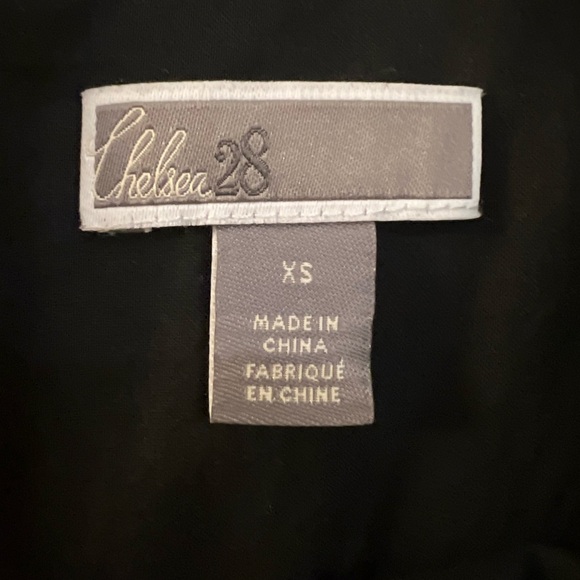 Chelsea28
XS
MADE IN
CHINA
FABRIQUÉ
EN CHINE